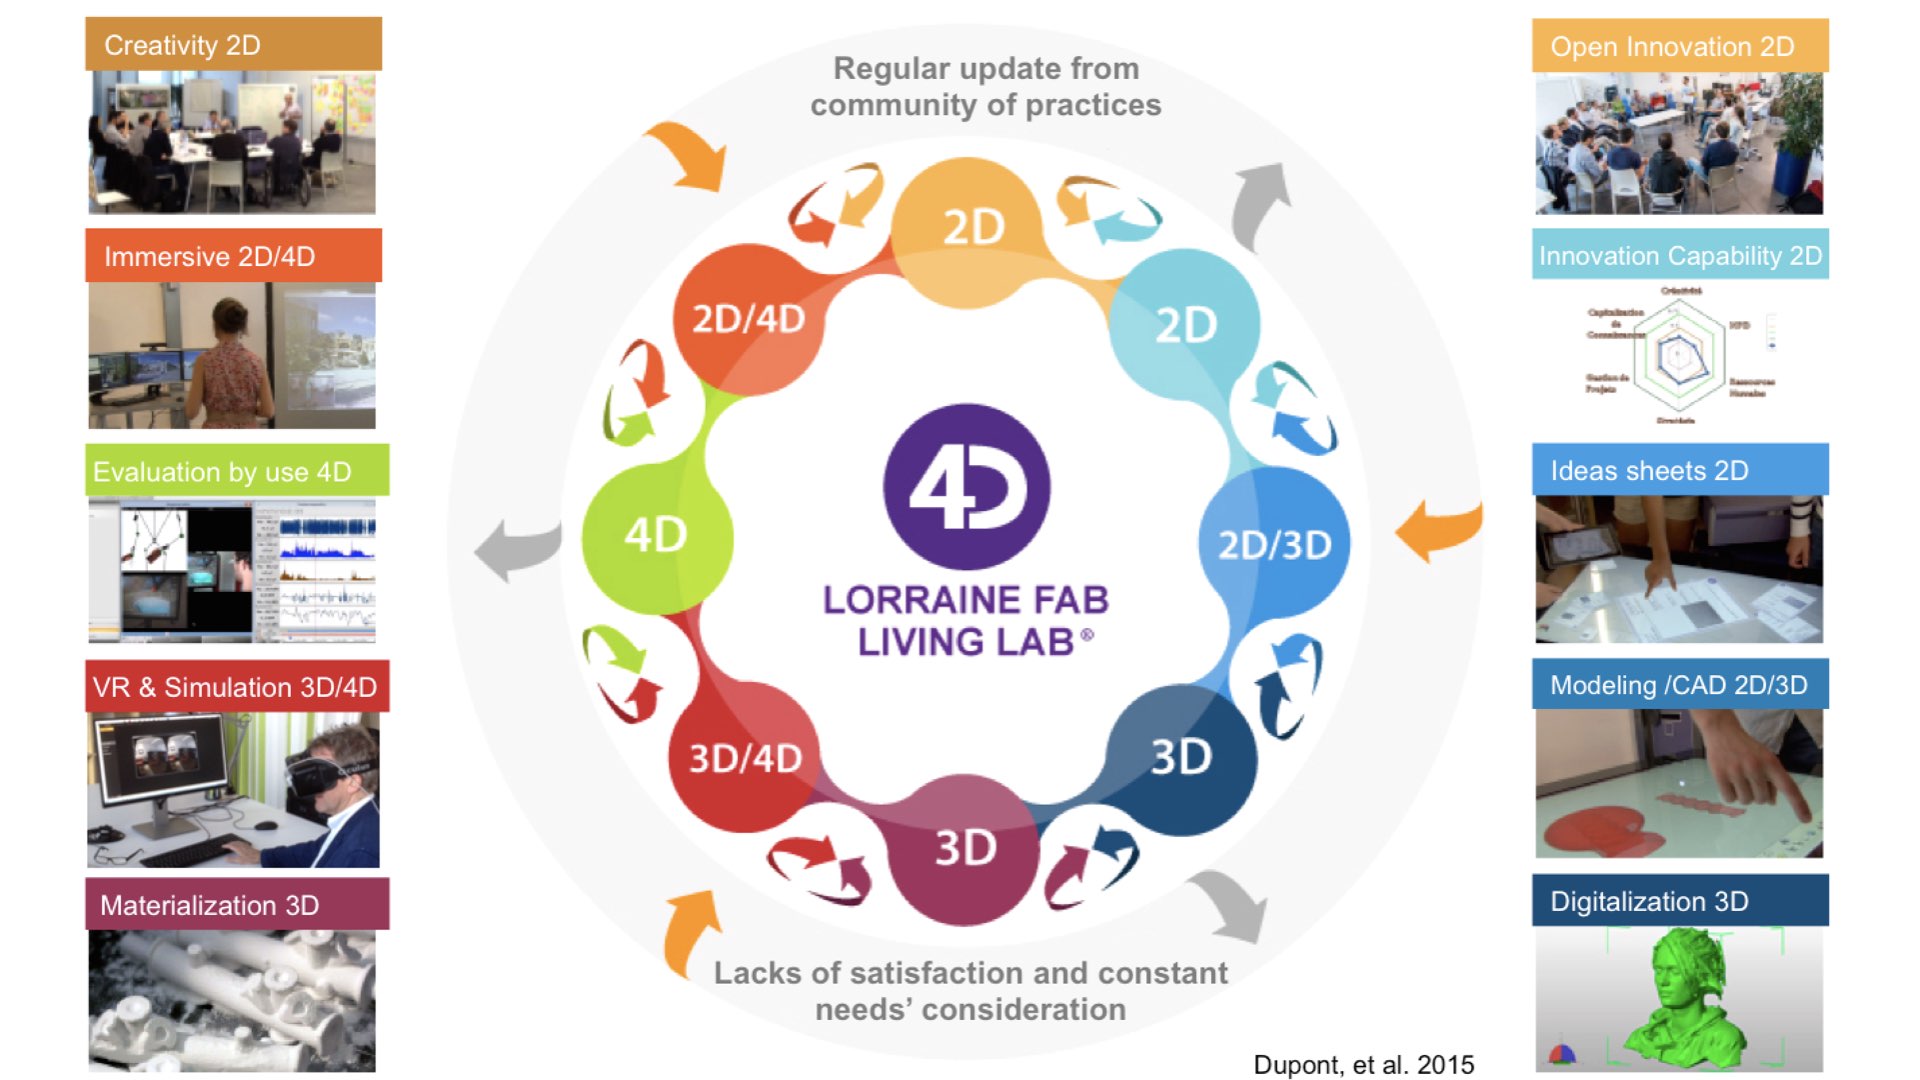 Creativity 2D
Immersive 2D/4D
Evaluation by use 4D
VR & Simulation 3D/4D
Materialization 3D
Regular update from
community of practices
2D
2D
2D/4D
4D
LORRAINE FAB
LIVING LAB®
4D
2D/3D
3D/4D
3D
3D
Lacks of satisfaction and constant
needs’ consideration
Dupont, et al. 2015
Open Innovation 2D
Innovation Capability 2D
Créativité
Capitalisation
de
Connaissances
NPD
Gestion de
Projets
Ressources
Humaines
Ideas sheets 2D
Modeling /CAD 2D/3D
Digitalization 3D